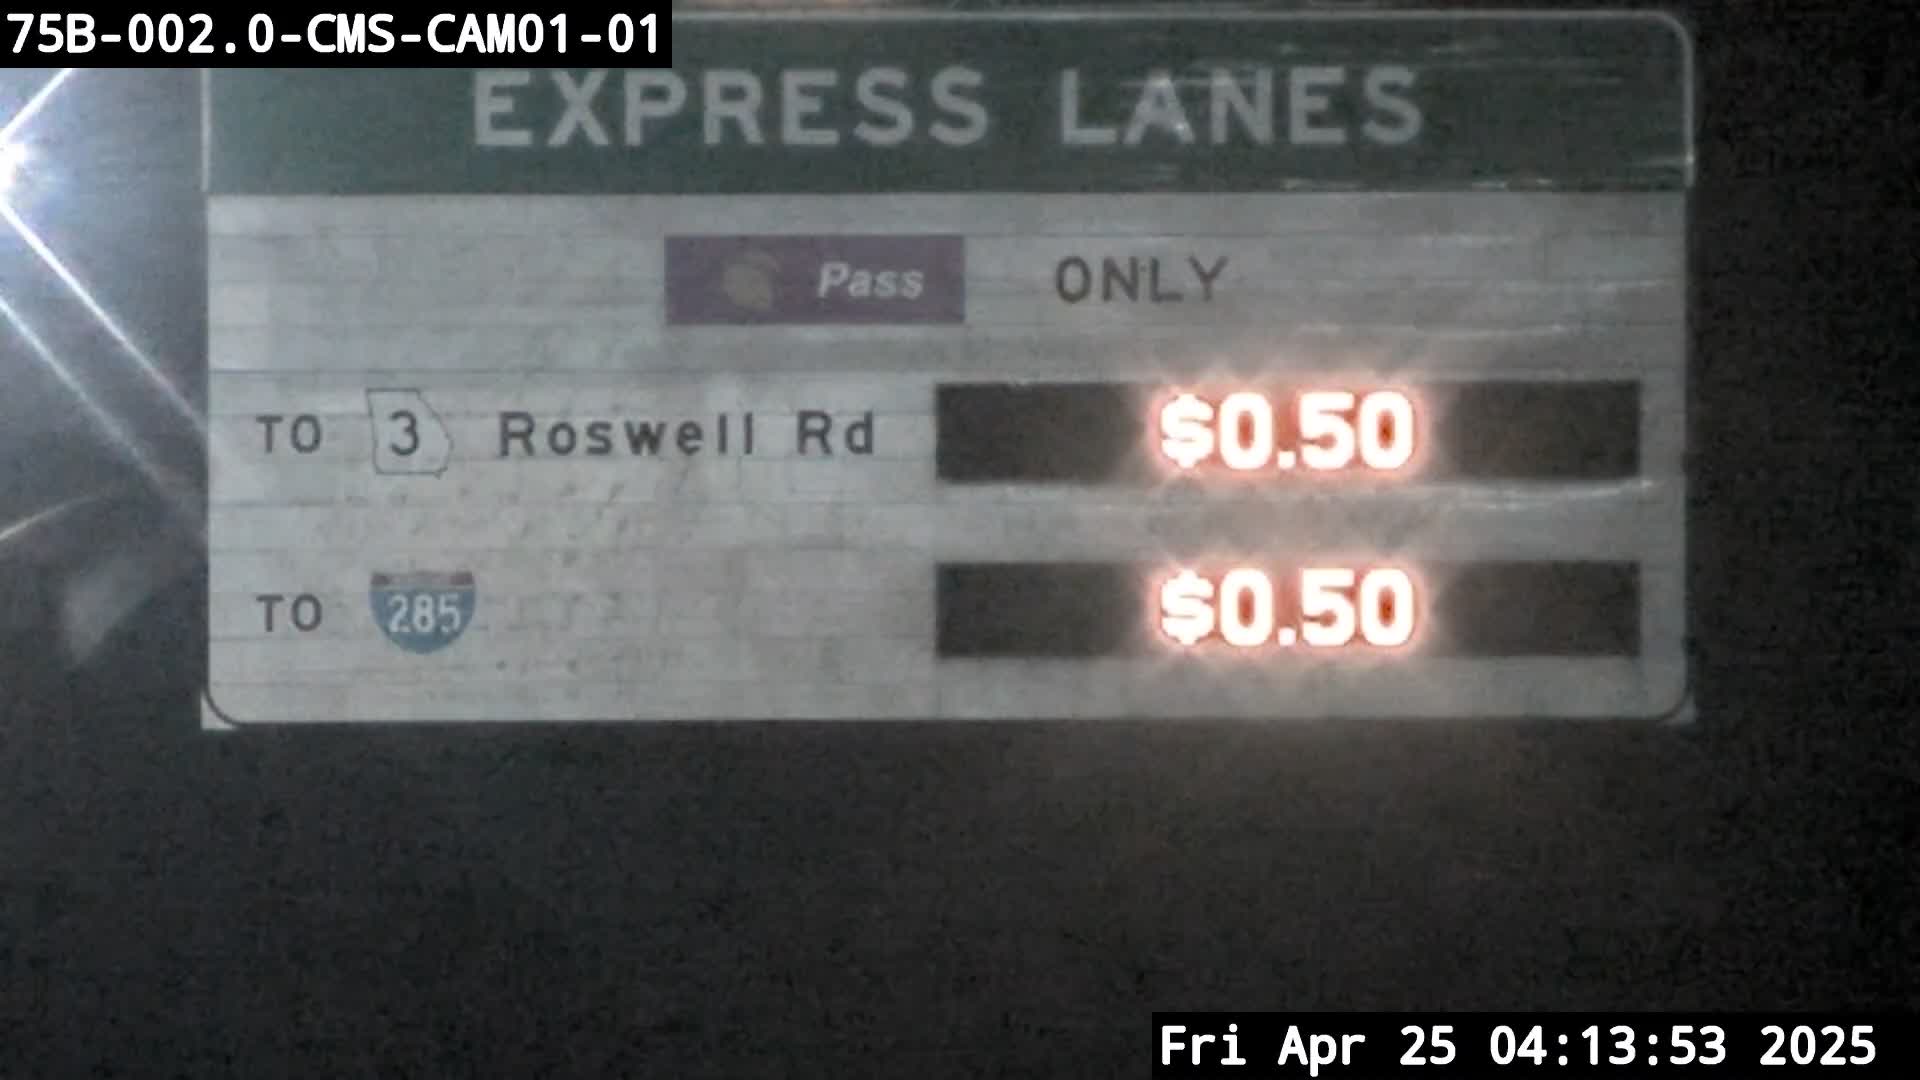 75B-002.0-CMS-CAM01-01
EXPRESS LANES
Pass ONLY
TO 3 Roswell Rd $0.50
TO 285 $0.50
Fri Apr 25 04:13:53 2025